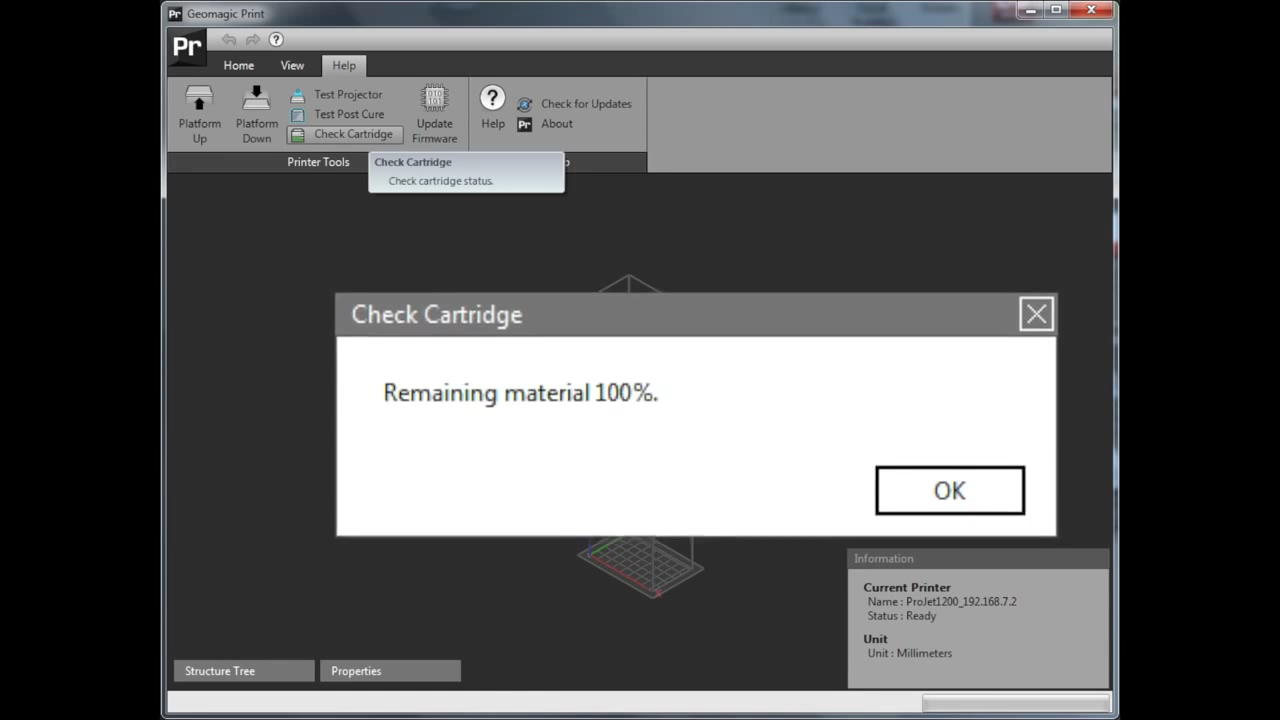 Pr Geomagic Print
Pr
Home View Help
Platform Up
Platform Down
Test Projector
Test Post Cure
Check Cartridge
Update Firmware
Help
Check for Updates
Pr About
Printer Tools
p
Check Cartridge
Check cartridge status.
Check Cartridge
Remaining material 100%.
OK
Information
Current Printer
Name : ProJet1200_192.168.7.2
Status : Ready
Unit
Unit : Millimeters
Structure Tree
Properties